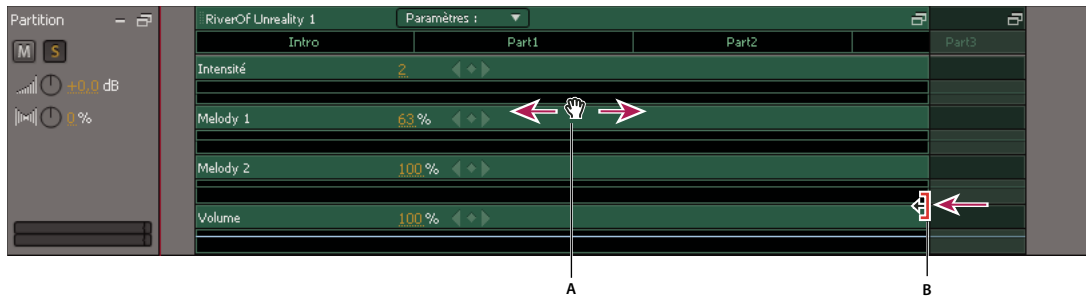 Partition
M S
+0,0 dB
0 %
RiverOf Unreality 1 Paramètres :
Intro Part1 Part2 Part3
Intensité 2
Melody 1 63 %
Melody 2 100 %
Volume 100 %
A B